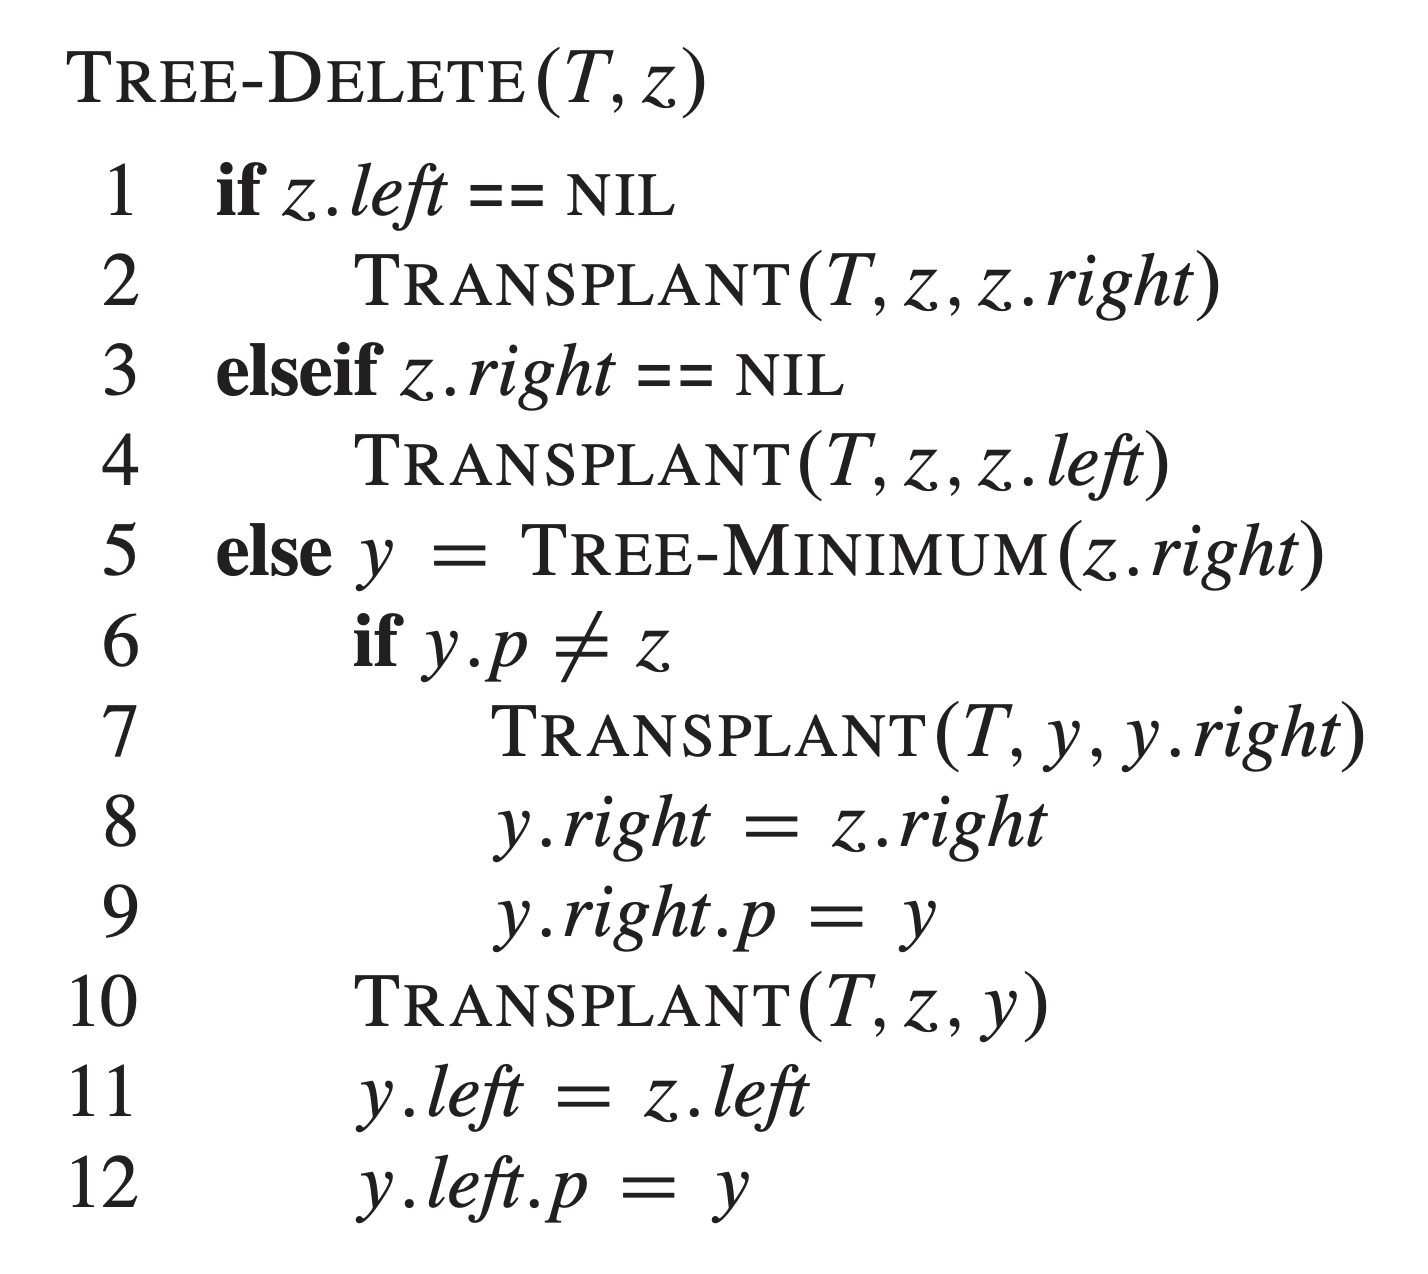 TREE-DELETE(T, z)
1 if z.left == NIL
2 TRANSPLANT(T, z, z.right)
3 elseif z.right == NIL
4 TRANSPLANT(T, z, z.left)
5 else y = TREE-MINIMUM(z.right)
6 if y.p ≠ z
7 TRANSPLANT(T, y, y.right)
8 y.right = z.right
9 y.right.p = y
10 TRANSPLANT(T, z, y)
11 y.left = z.left
12 y.left.p = y